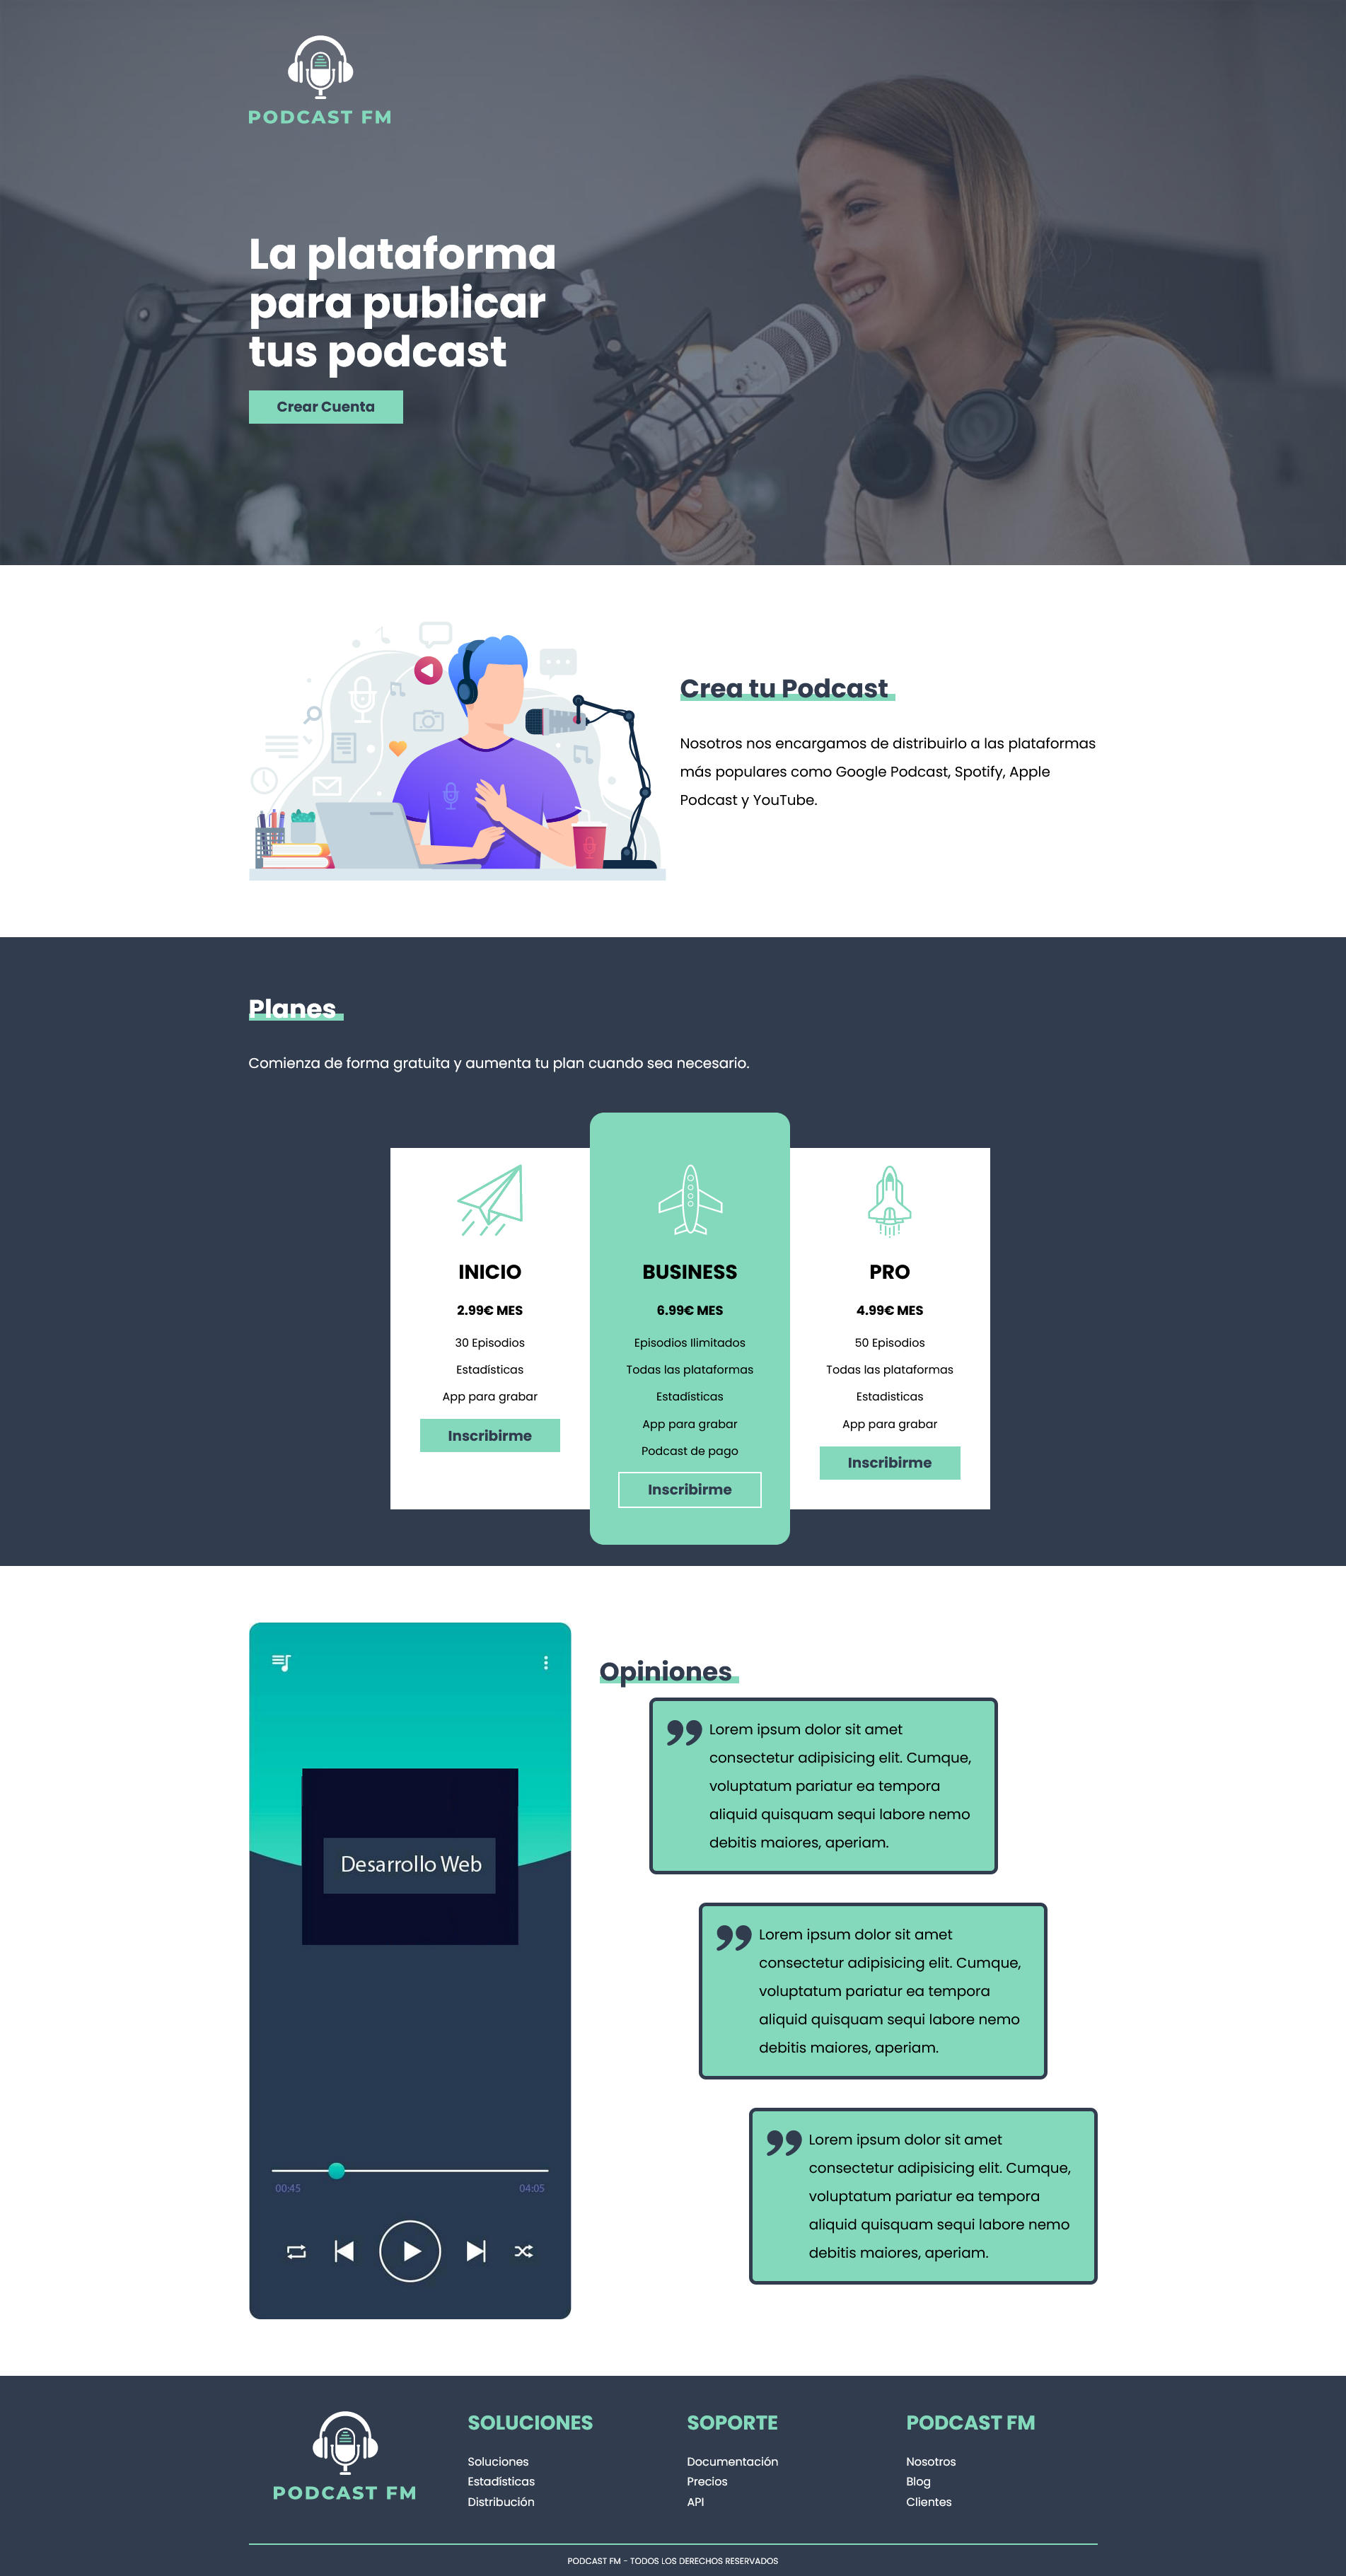 PODCAST FM
La plataforma
para publicar
tus podcast
Crear Cuenta
Crea tu Podcast
Nosotros nos encargamos de distribuirlo a las plataformas
más populares como Google Podcast, Spotify, Apple
Podcast y YouTube.
Planes
Comienza de forma gratuita y aumenta tu plan cuando sea necesario.
INICIO
2.99€ MES
30 Episodios
Estadísticas
App para grabar
Inscribirme
BUSINESS
6.99€ MES
Episodios Ilimitados
Todas las plataformas
Estadísticas
App para grabar
Podcast de pago
Inscribirme
PRO
4.99€ MES
50 Episodios
Todas las plataformas
Estadisticas
App para grabar
Inscribirme
Desarrollo Web
00:45
04:05
Opiniones
Lorem ipsum dolor sit amet
consectetur adipisicing elit. Cumque,
voluptatum pariatur ea tempora
aliquid quisquam sequi labore nemo
debitis maiores, aperiam.
Lorem ipsum dolor sit amet
consectetur adipisicing elit. Cumque,
voluptatum pariatur ea tempora
aliquid quisquam sequi labore nemo
debitis maiores, aperiam.
Lorem ipsum dolor sit amet
consectetur adipisicing elit. Cumque,
voluptatum pariatur ea tempora
aliquid quisquam sequi labore nemo
debitis maiores, aperiam.
PODCAST FM
SOLUCIONES
Soluciones
Estadísticas
Distribución
SOPORTE
Documentación
Precios
API
PODCAST FM
Nosotros
Blog
Clientes
PODCAST FM - TODOS LOS DERECHOS RESERVADOS